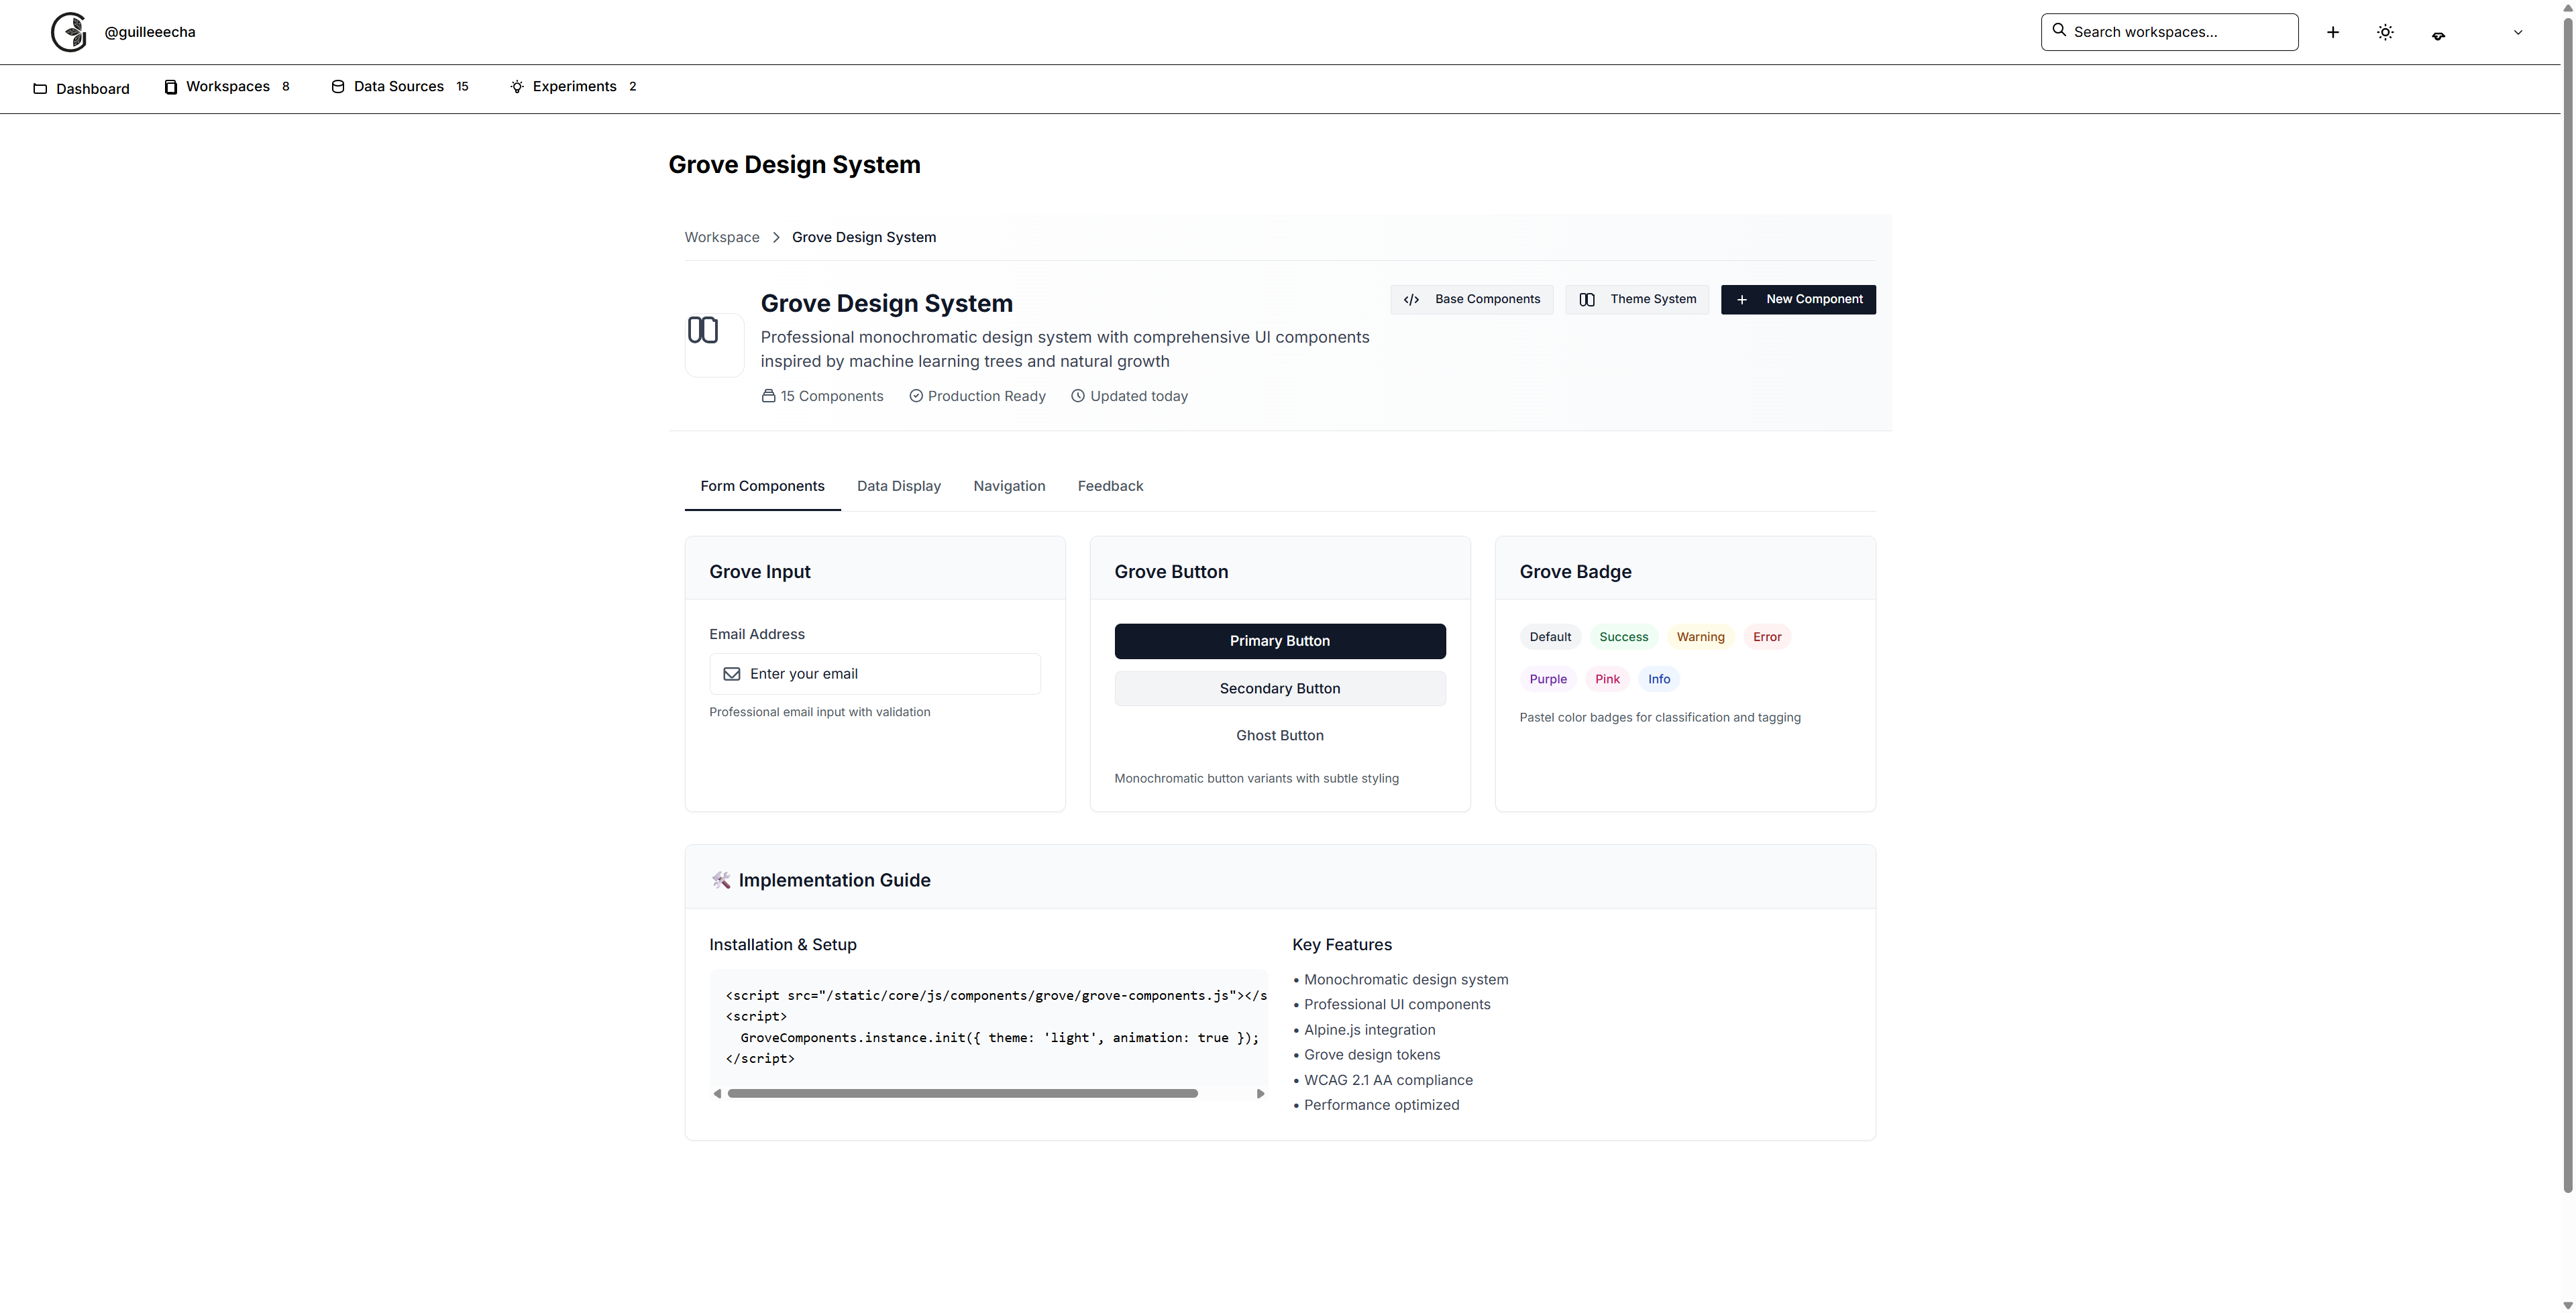 @guilleeecha
Search workspaces...
Dashboard
Workspaces 8
Data Sources 15
Experiments 2
Grove Design System
Workspace > Grove Design System
Grove Design System
Professional monochromatic design system with comprehensive UI components
inspired by machine learning trees and natural growth
15 Components
Production Ready
Updated today
</> Base Components
Theme System
+ New Component
Form Components
Data Display
Navigation
Feedback
Grove Input
Email Address
Enter your email
Professional email input with validation
Grove Button
Primary Button
Secondary Button
Ghost Button
Monochromatic button variants with subtle styling
Grove Badge
Default Success Warning Error
Purple Pink Info
Pastel color badges for classification and tagging
🛠️ Implementation Guide
Installation & Setup
<script src="/static/core/js/components/grove/grove-components.js"></s
<script>
  GroveComponents.instance.init({ theme: 'light', animation: true });
</script>
Key Features
• Monochromatic design system
• Professional UI components
• Alpine.js integration
• Grove design tokens
• WCAG 2.1 AA compliance
• Performance optimized